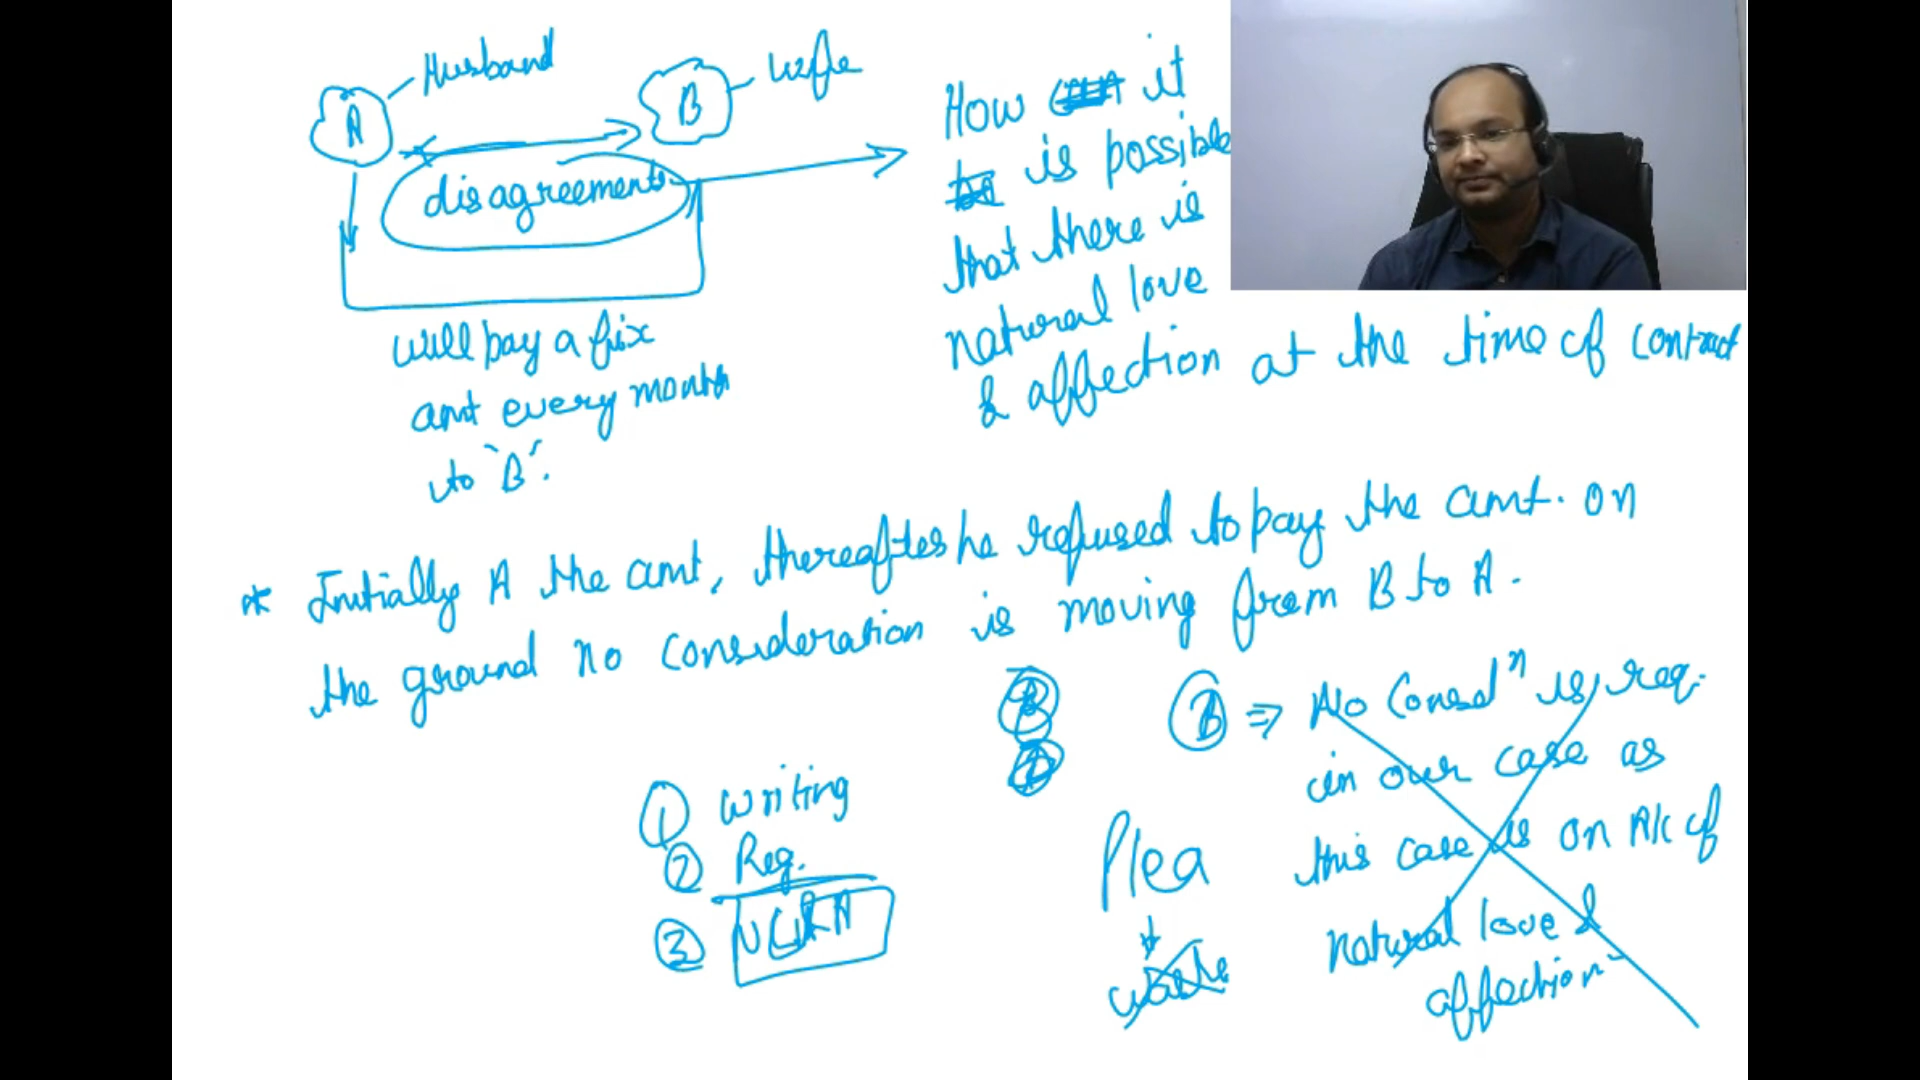 Husband
wife
A
B
disagreements
will pay a fix
amt every month
to "B".
How it
is possible
that there is
natural love
& affection at the time of contract
* Initially A the amt, thereafter he refused to pay the amt. on
the ground no consideration is moving from B to A.
B ⇒ No Consdⁿ is req.
in our case as
this case is on A/c of
natural love &
affection
① writing
② Reg.
③
Plea